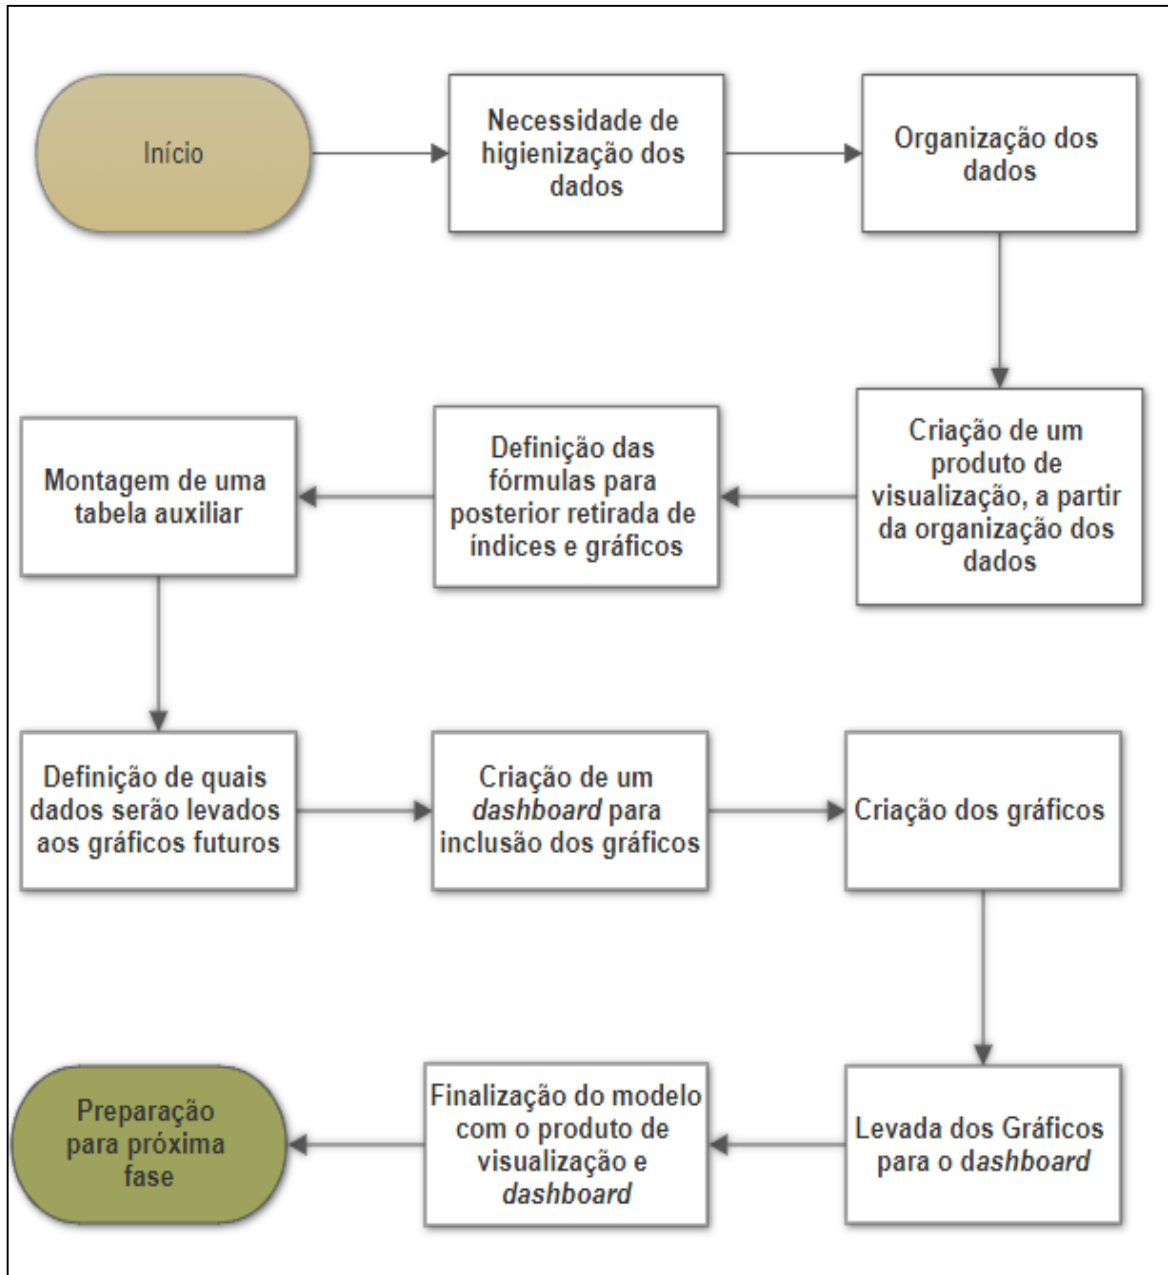 Início
Necessidade de
higienização dos
dados
Organização dos
dados
Criação de um
produto de
visualização, a partir
da organização dos
dados
Definição das
fórmulas para
posterior retirada de
índices e gráficos
Montagem de uma
tabela auxiliar
Definição de quais
dados serão levados
aos gráficos futuros
Criação de um
dashboard para
inclusão dos gráficos
Criação dos gráficos
Levada dos Gráficos
para o dashboard
Finalização do modelo
com o produto de
visualização e
dashboard
Preparação
para próxima
fase